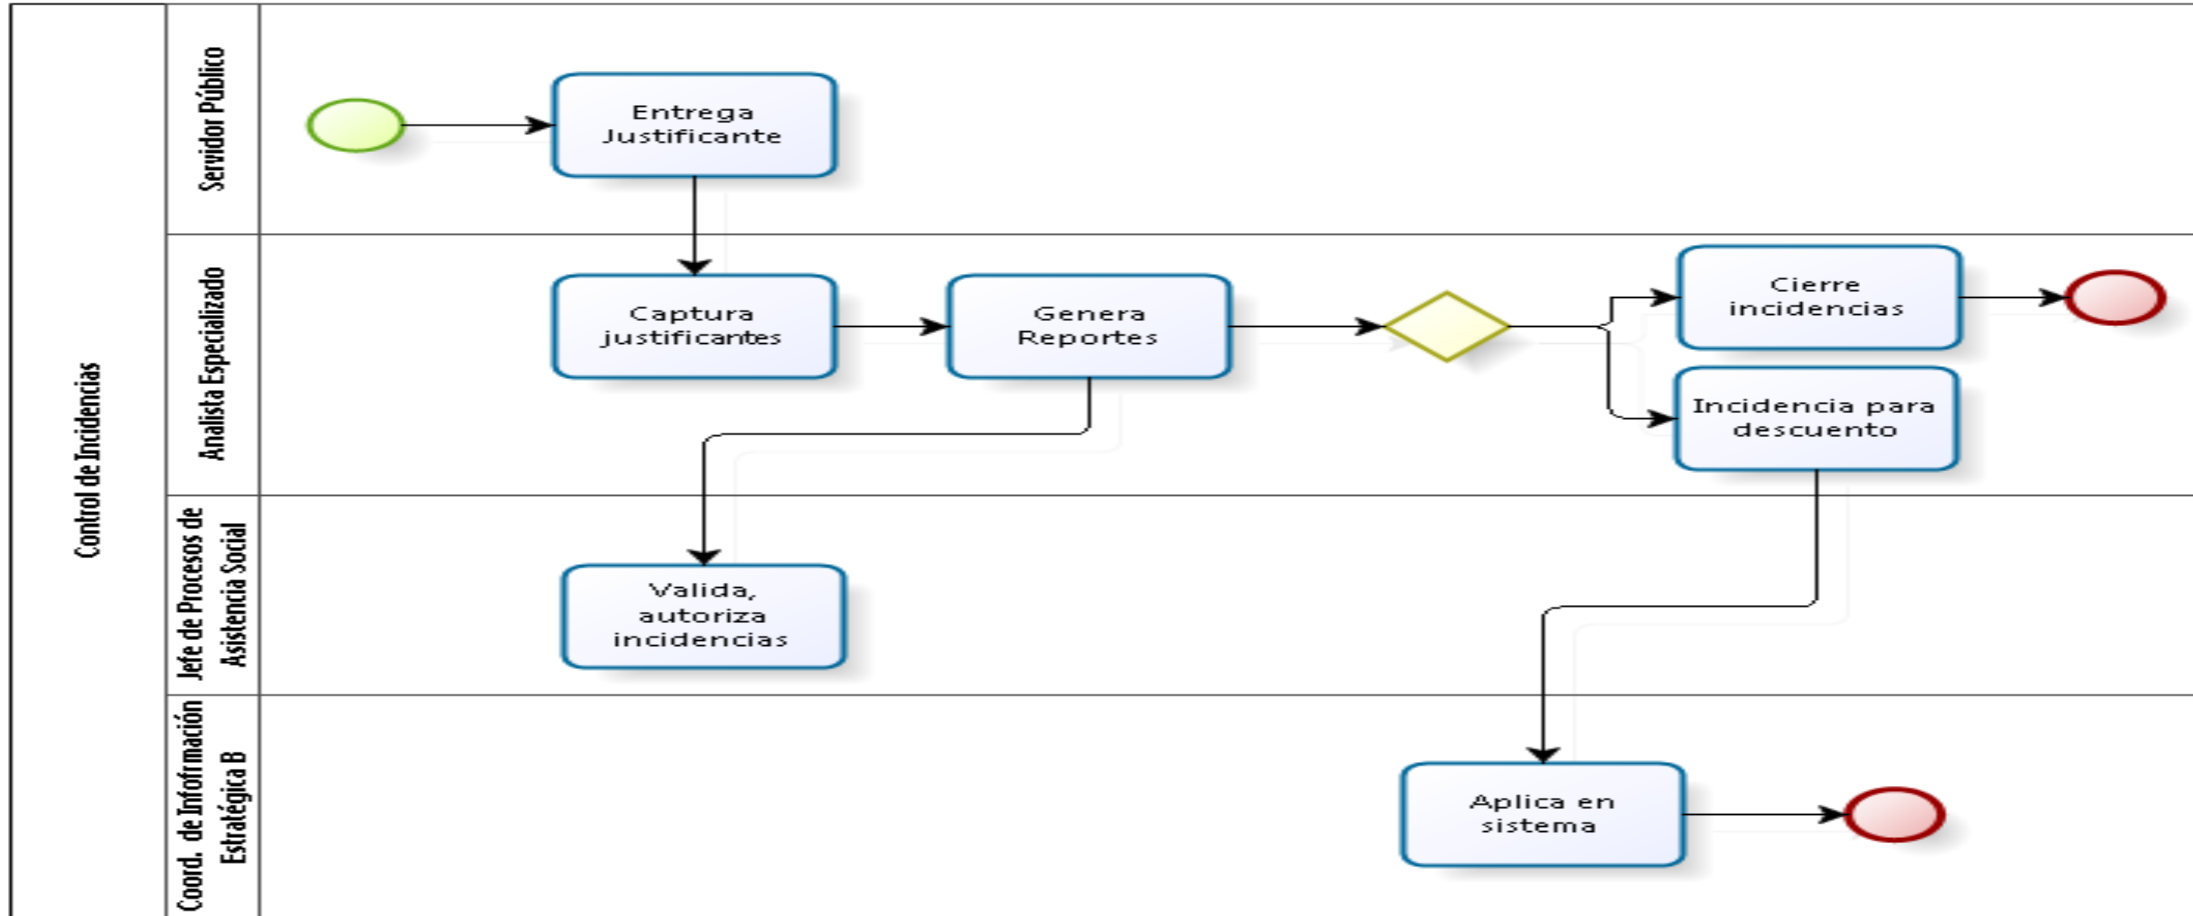 Control de Incidencias
Servidor Público
Entrega
Justificante
Analista Especializado
Captura
justificantes
Genera
Reportes
Cierre
incidencias
Incidencia para
descuento
Jefe de Procesos de
Asistencia Social
Valida,
autoriza
incidencias
Coord. de Infofrmación
Estratégica B
Aplica en
sistema